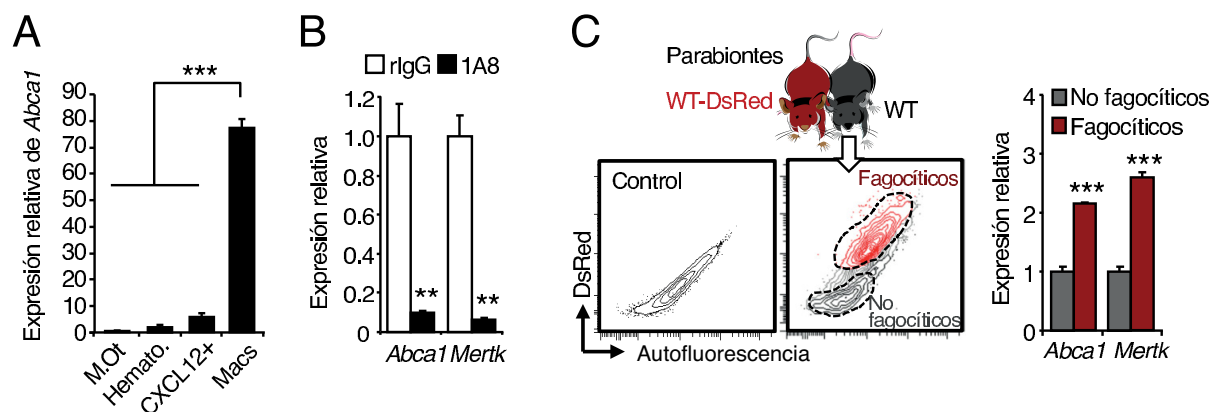 A
Expresión relativa de Abca1
90
80
70
60
50
40
30
20
10
0
***
M.Ot
Hemato.
CXCL12+
Macs
B
rIgG
1A8
Expresión relativa
1.2
1.0
0.8
0.6
0.4
0.2
0
**
**
Abca1
Mertk
C
Parabiontes
WT-DsRed
WT
Control
Fagocíticos
No
fagocíticos
DsRed
Autofluorescencia
No fagocíticos
Fagocíticos
Expresión relativa
4
3
2
1
0
***
***
Abca1
Mertk